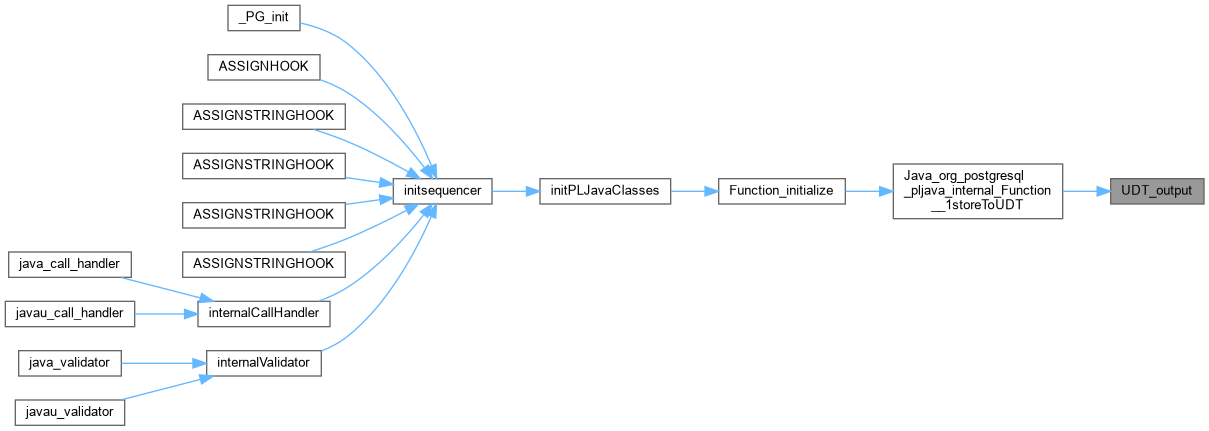 _PG_init
ASSIGNHOOK
ASSIGNSTRINGHOOK
ASSIGNSTRINGHOOK
ASSIGNSTRINGHOOK
ASSIGNSTRINGHOOK
java_call_handler
javau_call_handler
internalCallHandler
java_validator
javau_validator
internalValidator
initsequencer
initPLJavaClasses
Function_initialize
Java_org_postgresql
_pljava_internal_Function
__1storeToUDT
UDT_output